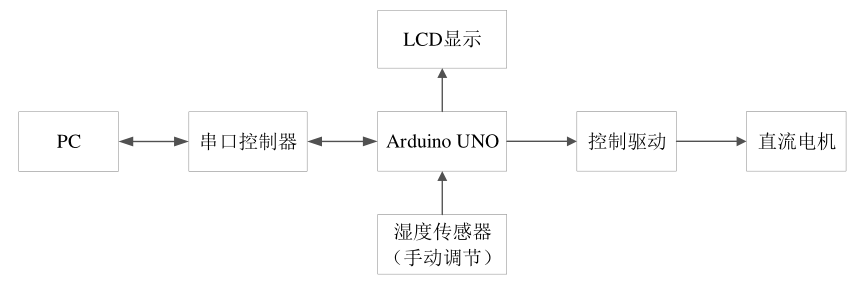 LCD显示
PC
串口控制器
Arduino UNO
控制驱动
直流电机
湿度传感器
（手动调节）